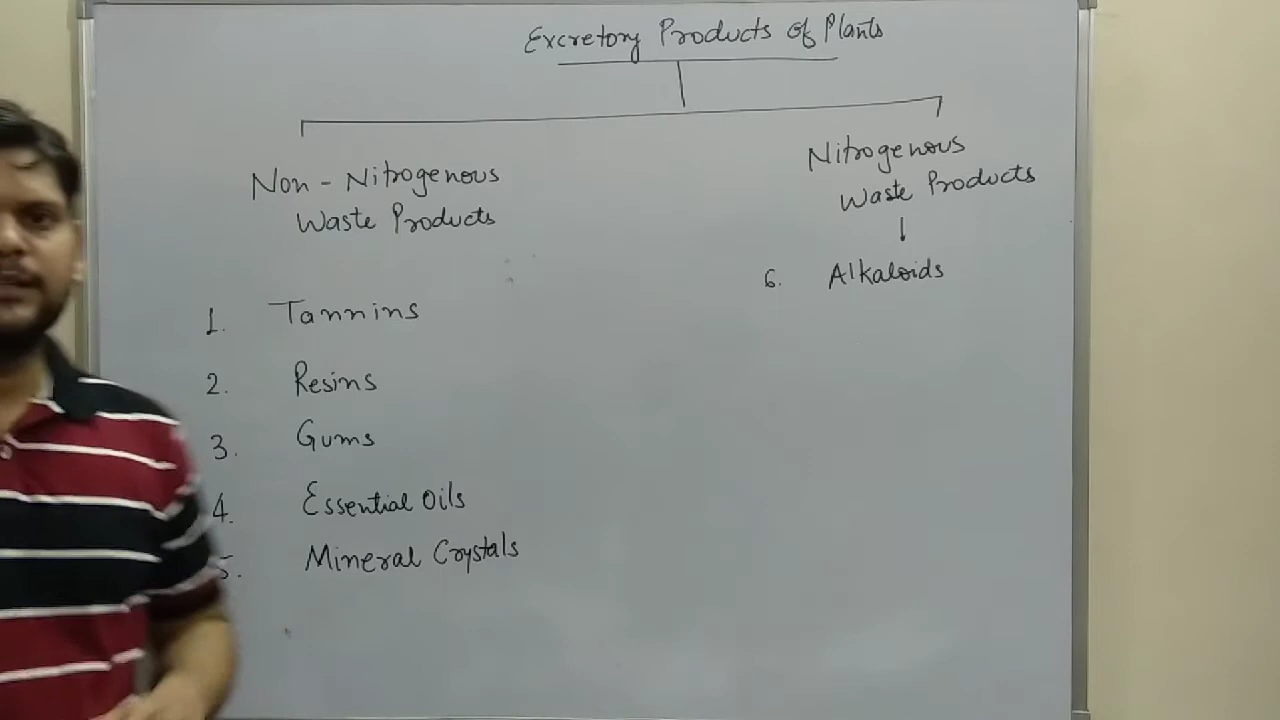 Excretory Products of Plants
Non - Nitrogenous
Waste Products
1. Tannins
2. Resins
3. Gums
4. Essential Oils
5. Mineral Crystals
Nitrogenous
Waste Products
↓
6. Alkaloids